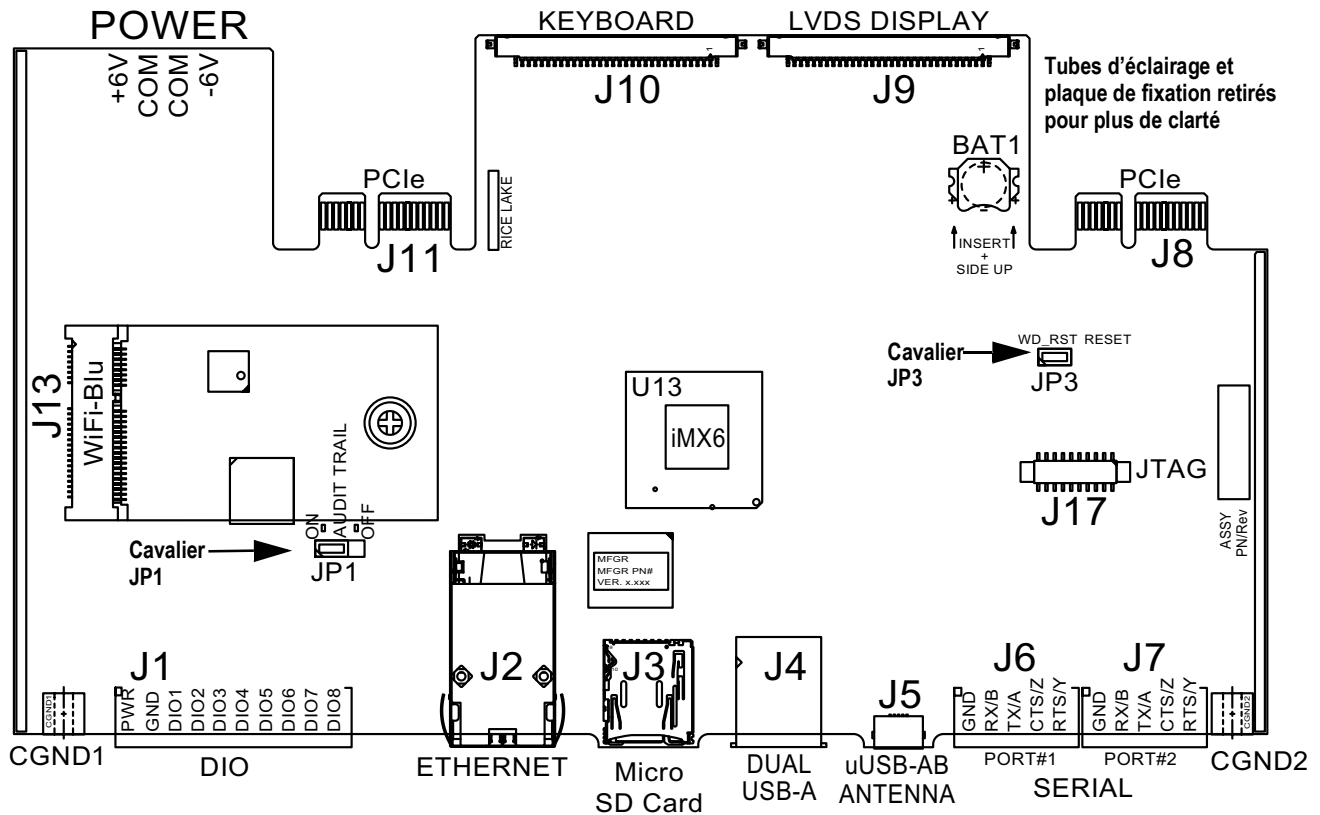 POWER
+6V
COM
COM
-6V
KEYBOARD
J10
LVDS DISPLAY
J9
1
1
Tubes d'éclairage et
plaque de fixation retirés
pour plus de clarté
BAT1
INSERT
+
SIDE UP
PCIe
J11
RICE LAKE
PCIe
J8
J13
WiFi-Blu
U13
iMX6
Cavalier
JP3
WD_RST RESET
JP3
JTAG
J17
ASSY
PN/Rev
ON
AUDIT TRAIL
OFF
Cavalier
JP1
JP1
MFGR
MFGR PN#
VER. x.xxx
J1
PWR
GND
DIO1
DIO2
DIO3
DIO4
DIO5
DIO6
DIO7
DIO8
DIO
CGND1
CGND1
J2
ETHERNET
J3
Micro
SD Card
J4
DUAL
USB-A
J5
uUSB-AB
ANTENNA
J6
GND
RX/B
TX/A
CTS/Z
RTS/Y
PORT#1
J7
GND
RX/B
TX/A
CTS/Z
RTS/Y
PORT#2
SERIAL
CGND2
CGND2